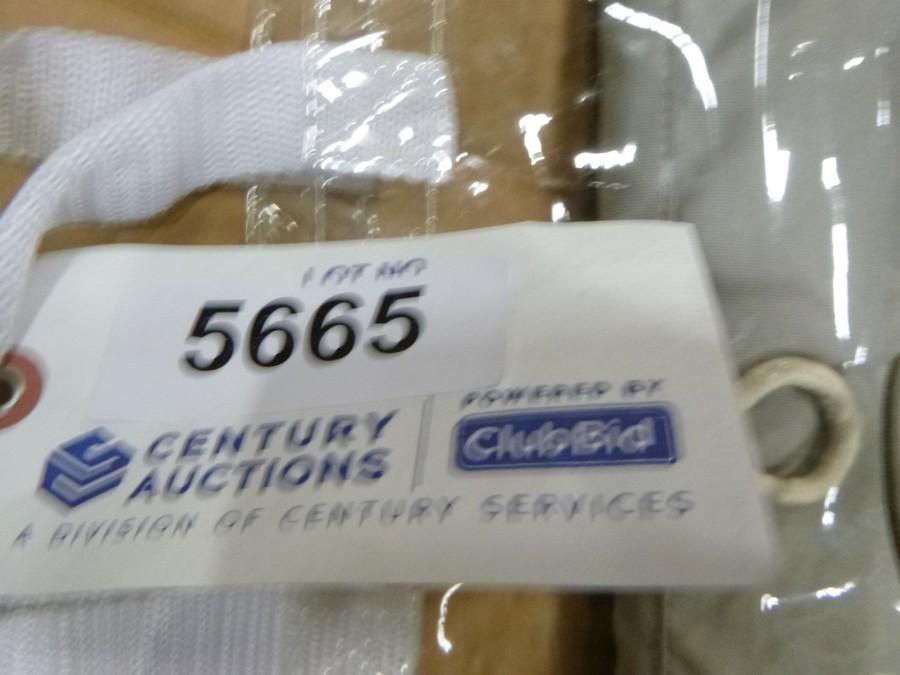 LOT NO
5665
CENTURY
AUCTIONS
POWERED BY
ClubBid
A DIVISION OF CENTURY SERVICES